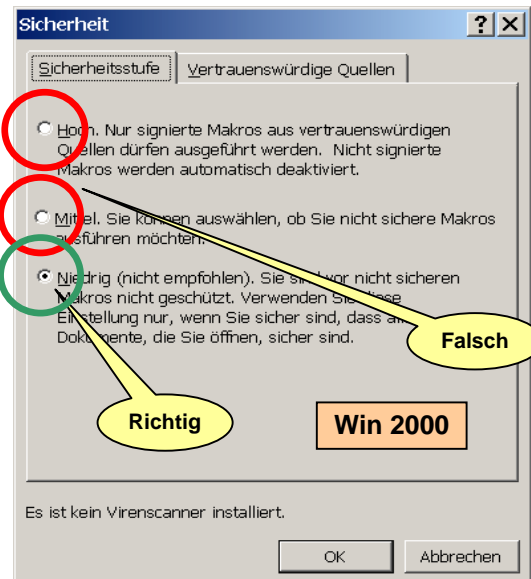 Sicherheit
Sicherheitsstufe
Vertrauenswürdige Quellen
Hoch. Nur signierte Makros aus vertrauenswürdigen
Quellen dürfen ausgeführt werden. Nicht signierte
Makros werden automatisch deaktiviert.
Mittel. Sie können auswählen, ob Sie nicht sichere Makros
ausführen möchten.
Niedrig (nicht empfohlen). Sie sind vor nicht sicheren
Makros nicht geschützt. Verwenden Sie diese
Einstellung nur, wenn Sie sicher sind, dass
Dokumente, die Sie öffnen, sicher sind.
Falsch
Richtig
Win 2000
Es ist kein Virenscanner installiert.
OK
Abbrechen